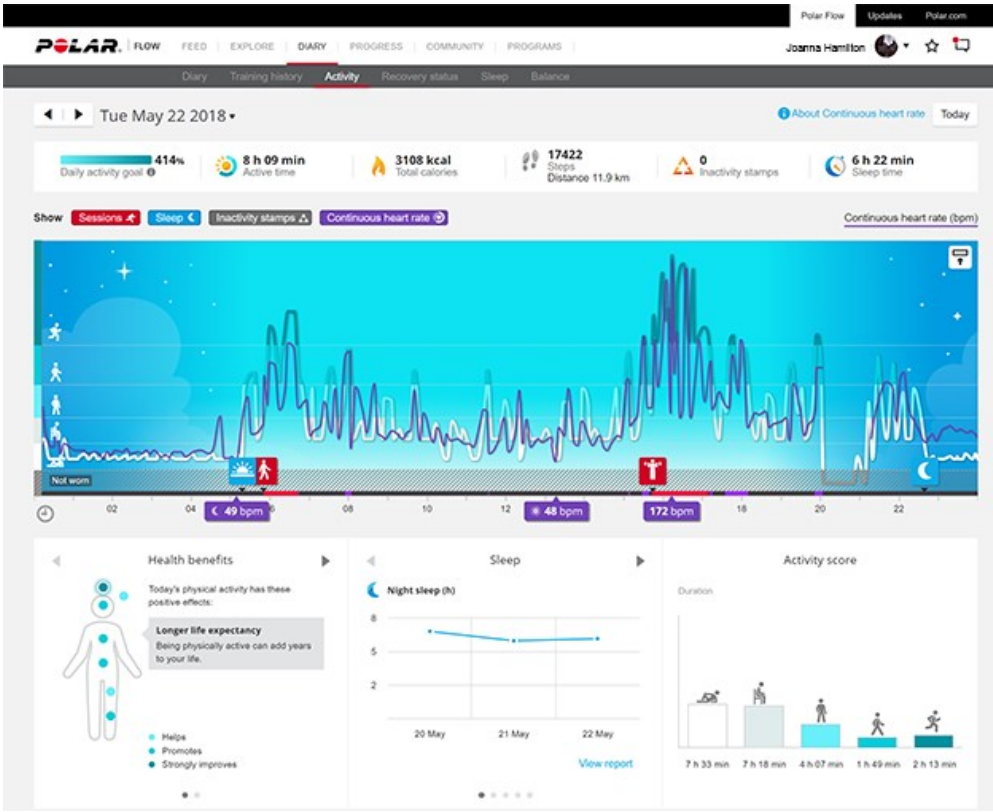 Polar Flow Updates Polar.com
POLAR. FLOW FEED EXPLORE DIARY PROGRESS COMMUNITY PROGRAMS Joanna Hamilton
Diary Training history Activity Recovery status Sleep Balance
Tue May 22 2018 About Continuous heart rate Today
414% 8 h 09 min 3108 kcal 17422 0 6 h 22 min
Daily activity goal Active time Total calories Steps Inactivity stamps Sleep time
Distance 11.9 km
Show Sessions Sleep Inactivity stamps Continuous heart rate Continuous heart rate (bpm)
Not worn
02 04 6 08 10 12 18 20 22
49 bpm 48 bpm 172 bpm
Health benefits
Today's physical activity has these
positive effects:
Longer life expectancy
Being physically active can add years
to your life.
Helps
Promotes
Strongly improves
Sleep
Night sleep (h)
8
5
2
20 May 21 May 22 May
View report
Activity score
Duration
7 h 33 min 7 h 18 min 4 h 07 min 1 h 49 min 2 h 13 min